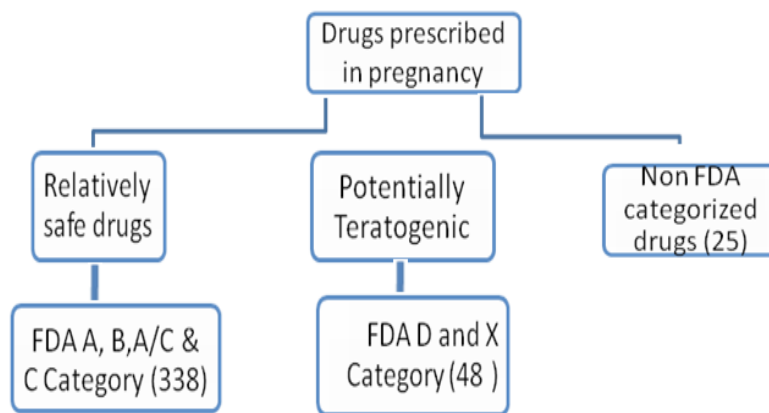 Drugs prescribed
in pregnancy
Relatively
safe drugs
Potentially
Teratogenic
Non FDA
categorized
drugs (25)
FDA A, B,A/C &
C Category (338)
FDA D and X
Category (48 )